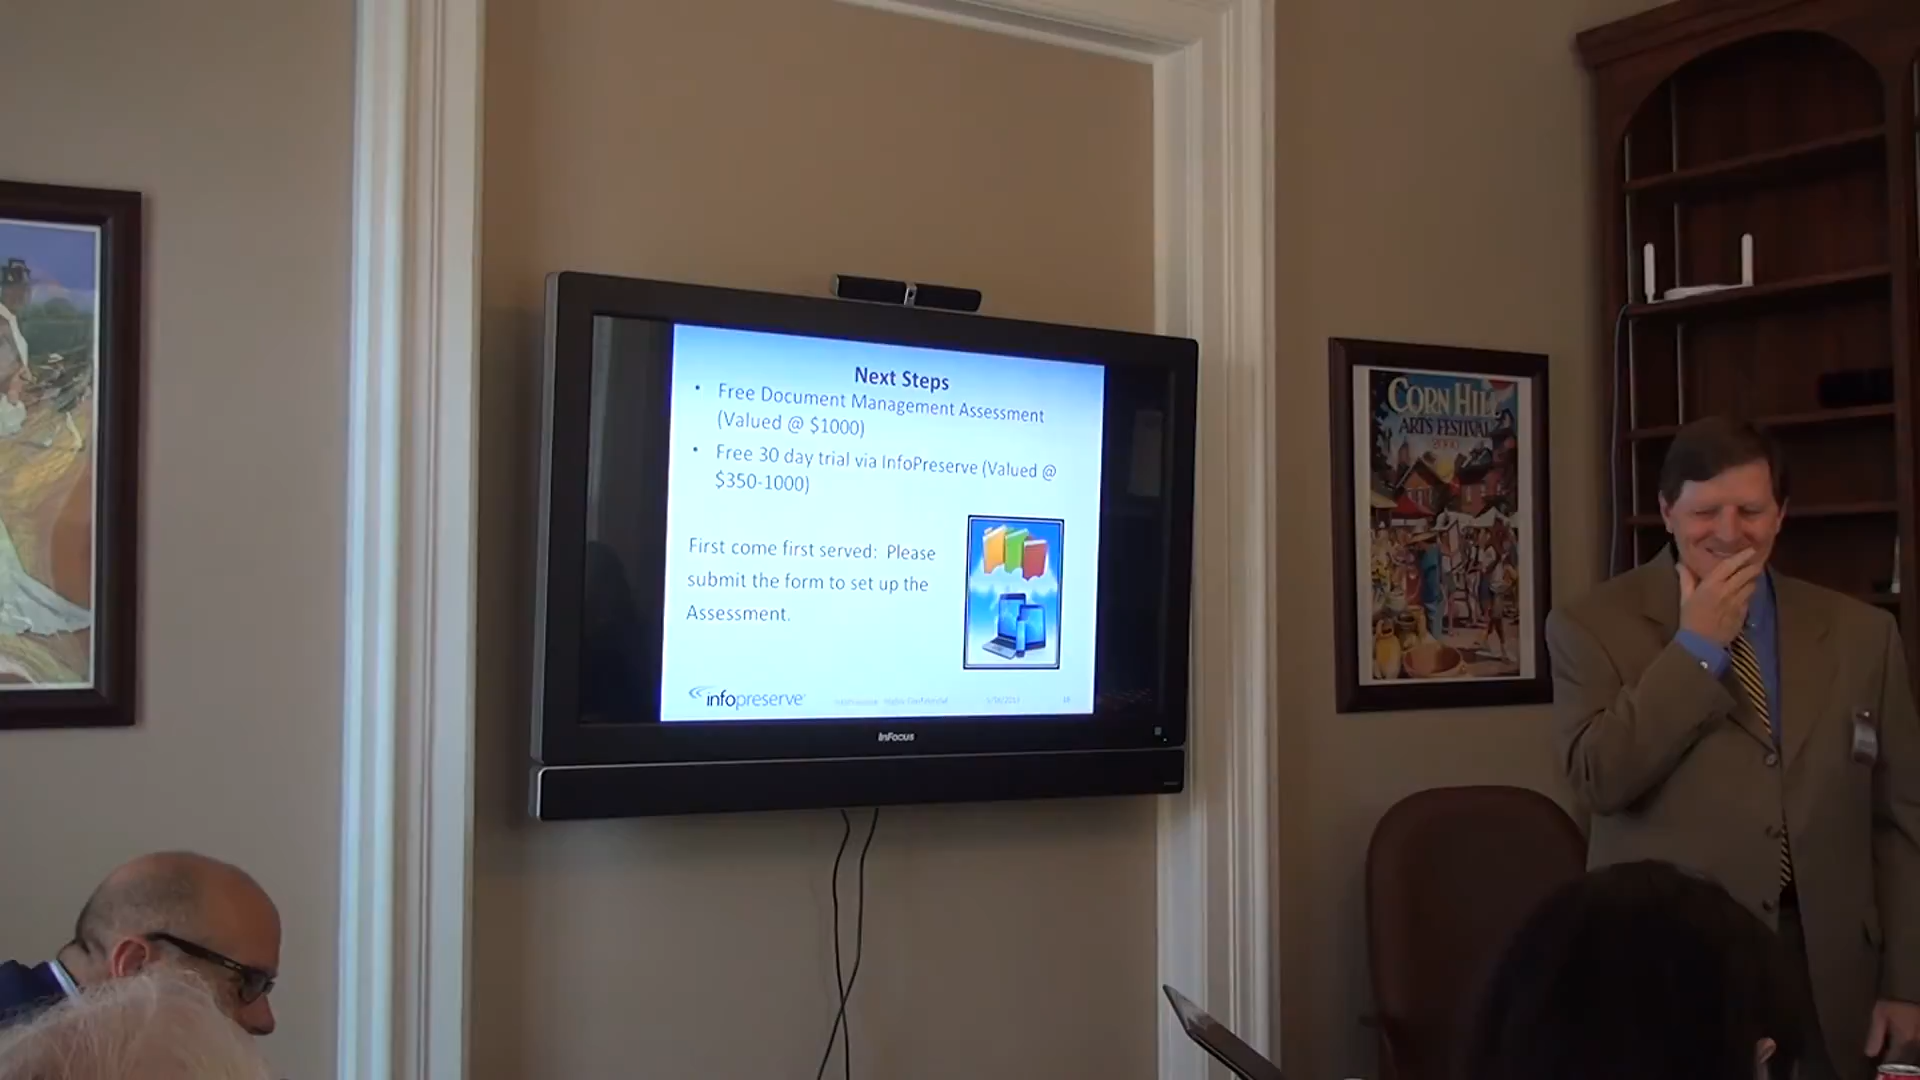 Next Steps
• Free Document Management Assessment
(Valued @ $1000)
• Free 30 day trial via InfoPreserve (Valued @
$350-1000)
First come first served: Please
submit the form to set up the
Assessment.
infopreserve
InFocus
CORN HILL
ARTS FESTIVAL
2000